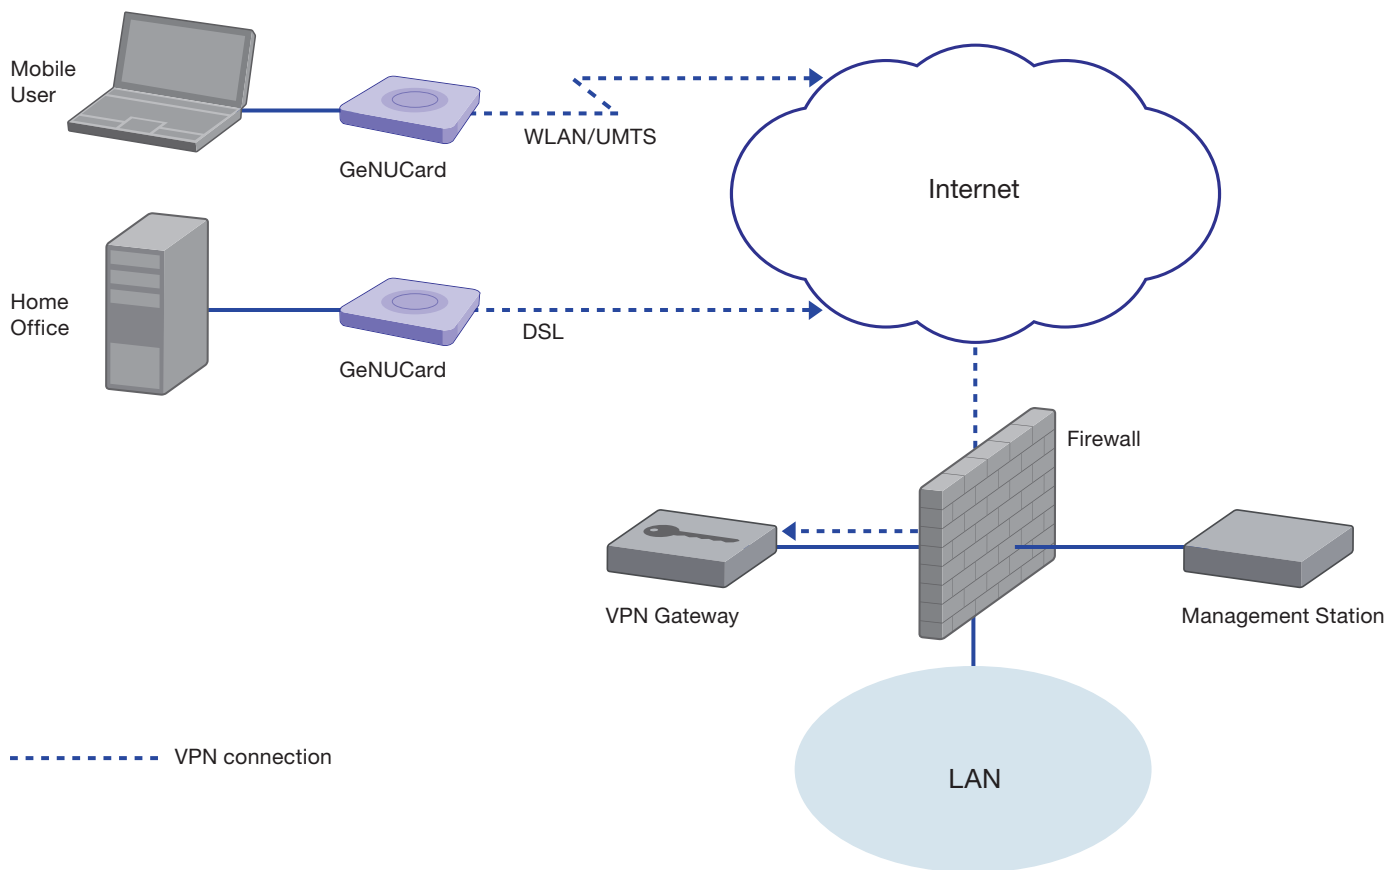 Mobile
User
WLAN/UMTS
GeNUCard
Internet
Home
Office
DSL
GeNUCard
Firewall
VPN Gateway
Management Station
VPN connection
LAN